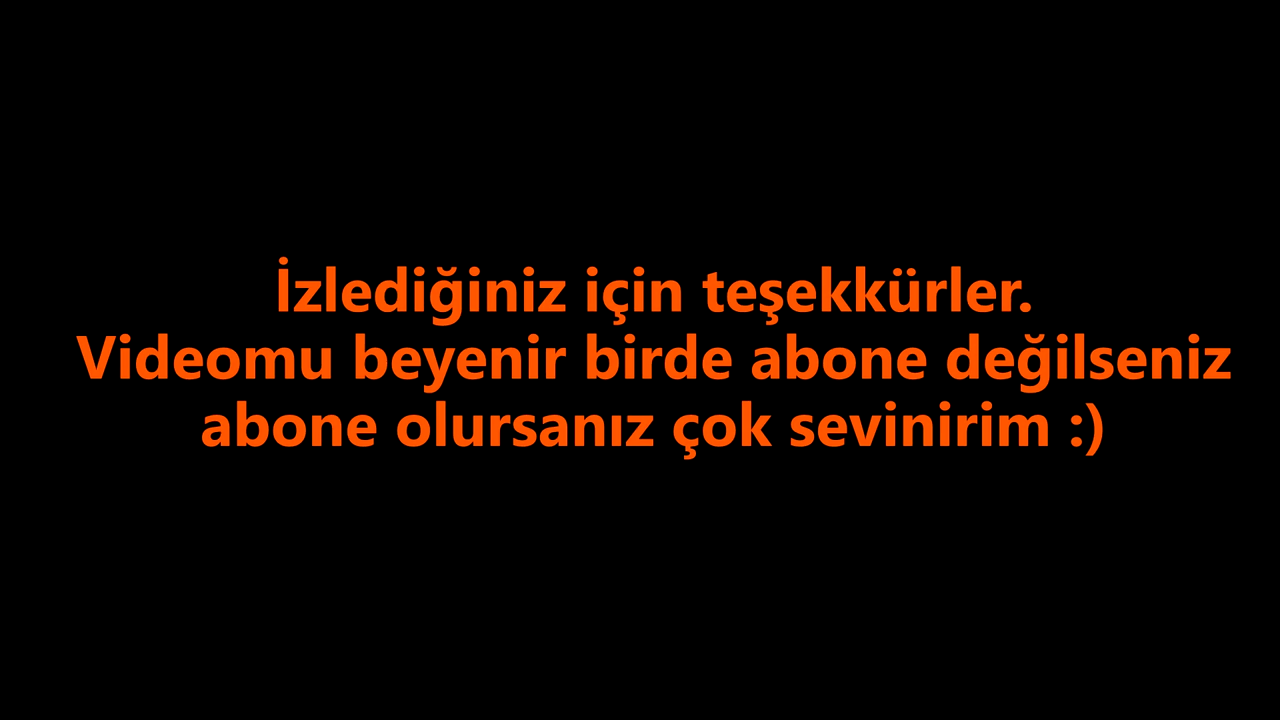 İzlediğiniz için teşekkürler.
Videomu beyenir birde abone değilseniz
abone olursanız çok sevinirim :)